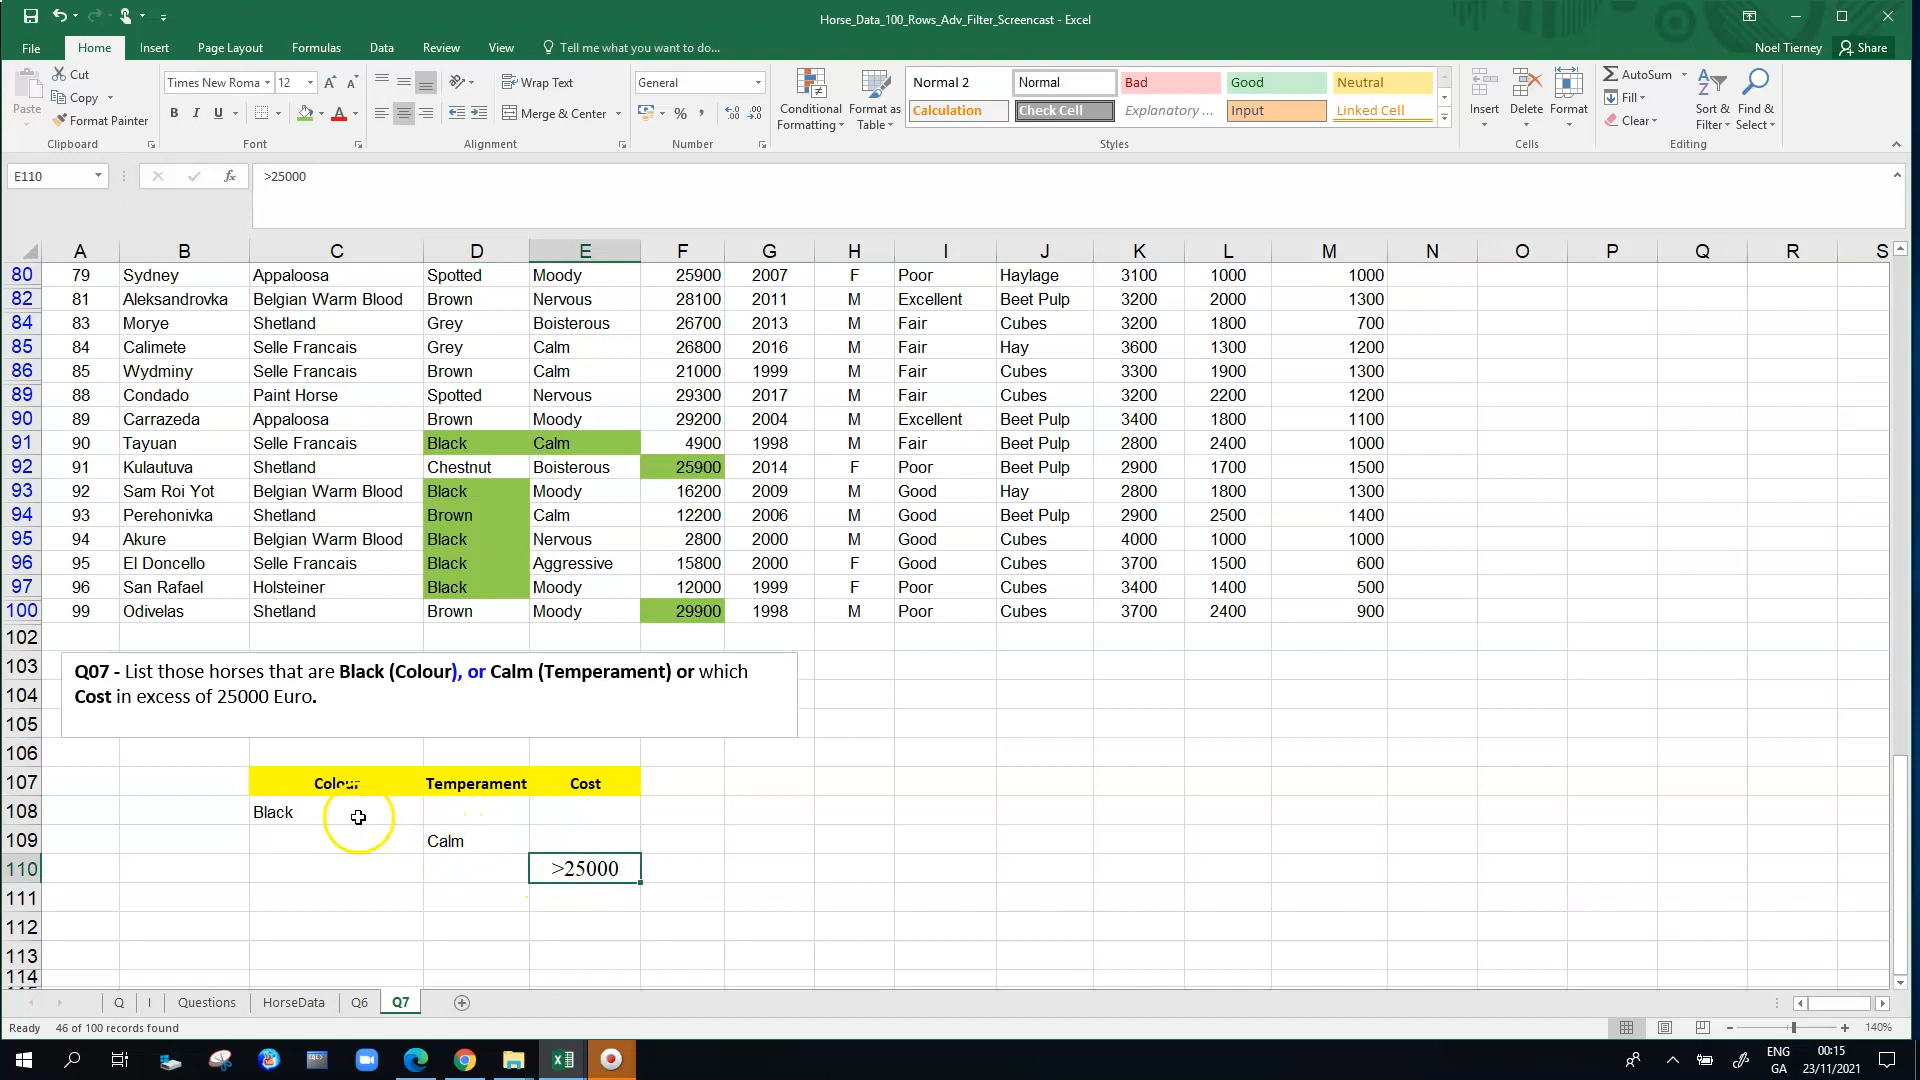 Horse_Data_100_Rows_Adv_Filter_Screencast - Excel
File Home Insert Page Layout Formulas Data Review View Tell me what you want to do... Noel Tierney Share
Paste Cut Copy Format Painter Clipboard
Times New Roma 12 B I U Font
Wrap Text Merge & Center Alignment
General % , Number
Conditional Formatting Format as Table
Normal 2 Normal Bad Good Neutral
Calculation Check Cell Explanatory ... Input Linked Cell
Styles
Insert Delete Format Cells
AutoSum Fill Clear Sort & Filter Find & Select Editing
E110 fx >25000
A B C D E F G H I J K L M N O P Q R S
80 79 Sydney Appaloosa Spotted Moody 25900 2007 F Poor Haylage 3100 1000 1000
82 81 Aleksandrovka Belgian Warm Blood Brown Nervous 28100 2011 M Excellent Beet Pulp 3200 2000 1300
84 83 Morye Shetland Grey Boisterous 26700 2013 M Fair Cubes 3200 1800 700
85 84 Calimete Selle Francais Grey Calm 26800 2016 M Fair Hay 3600 1300 1200
86 85 Wydminy Selle Francais Brown Calm 21000 1999 M Fair Cubes 3300 1900 1300
89 88 Condado Paint Horse Spotted Nervous 29300 2017 M Fair Cubes 3200 2200 1200
90 89 Carrazeda Appaloosa Brown Moody 29200 2004 M Excellent Beet Pulp 3400 1800 1100
91 90 Tayuan Selle Francais Black Calm 4900 1998 M Fair Beet Pulp 2800 2400 1000
92 91 Kulautuva Shetland Chestnut Boisterous 25900 2014 F Poor Beet Pulp 2900 1700 1500
93 92 Sam Roi Yot Belgian Warm Blood Black Moody 16200 2009 M Good Hay 2800 1800 1300
94 93 Perehonivka Shetland Brown Calm 12200 2006 M Good Beet Pulp 2900 2500 1400
95 94 Akure Belgian Warm Blood Black Nervous 2800 2000 M Good Cubes 4000 1000 1000
96 95 El Doncello Selle Francais Black Aggressive 15800 2000 F Good Cubes 3700 1500 600
97 96 San Rafael Holsteiner Black Moody 12000 1999 F Poor Cubes 3400 1400 500
100 99 Odivelas Shetland Brown Moody 29900 1998 M Poor Cubes 3700 2400 900
102
103 Q07 - List those horses that are Black (Colour), or Calm (Temperament) or which
104 Cost in excess of 25000 Euro.
105
106
107 Colour Temperament Cost
108 Black
109 Calm
110 >25000
111
112
113
114
Q I Questions HorseData Q6 Q7
Ready 46 of 100 records found 140%
ENG 00:15
GA 23/11/2021